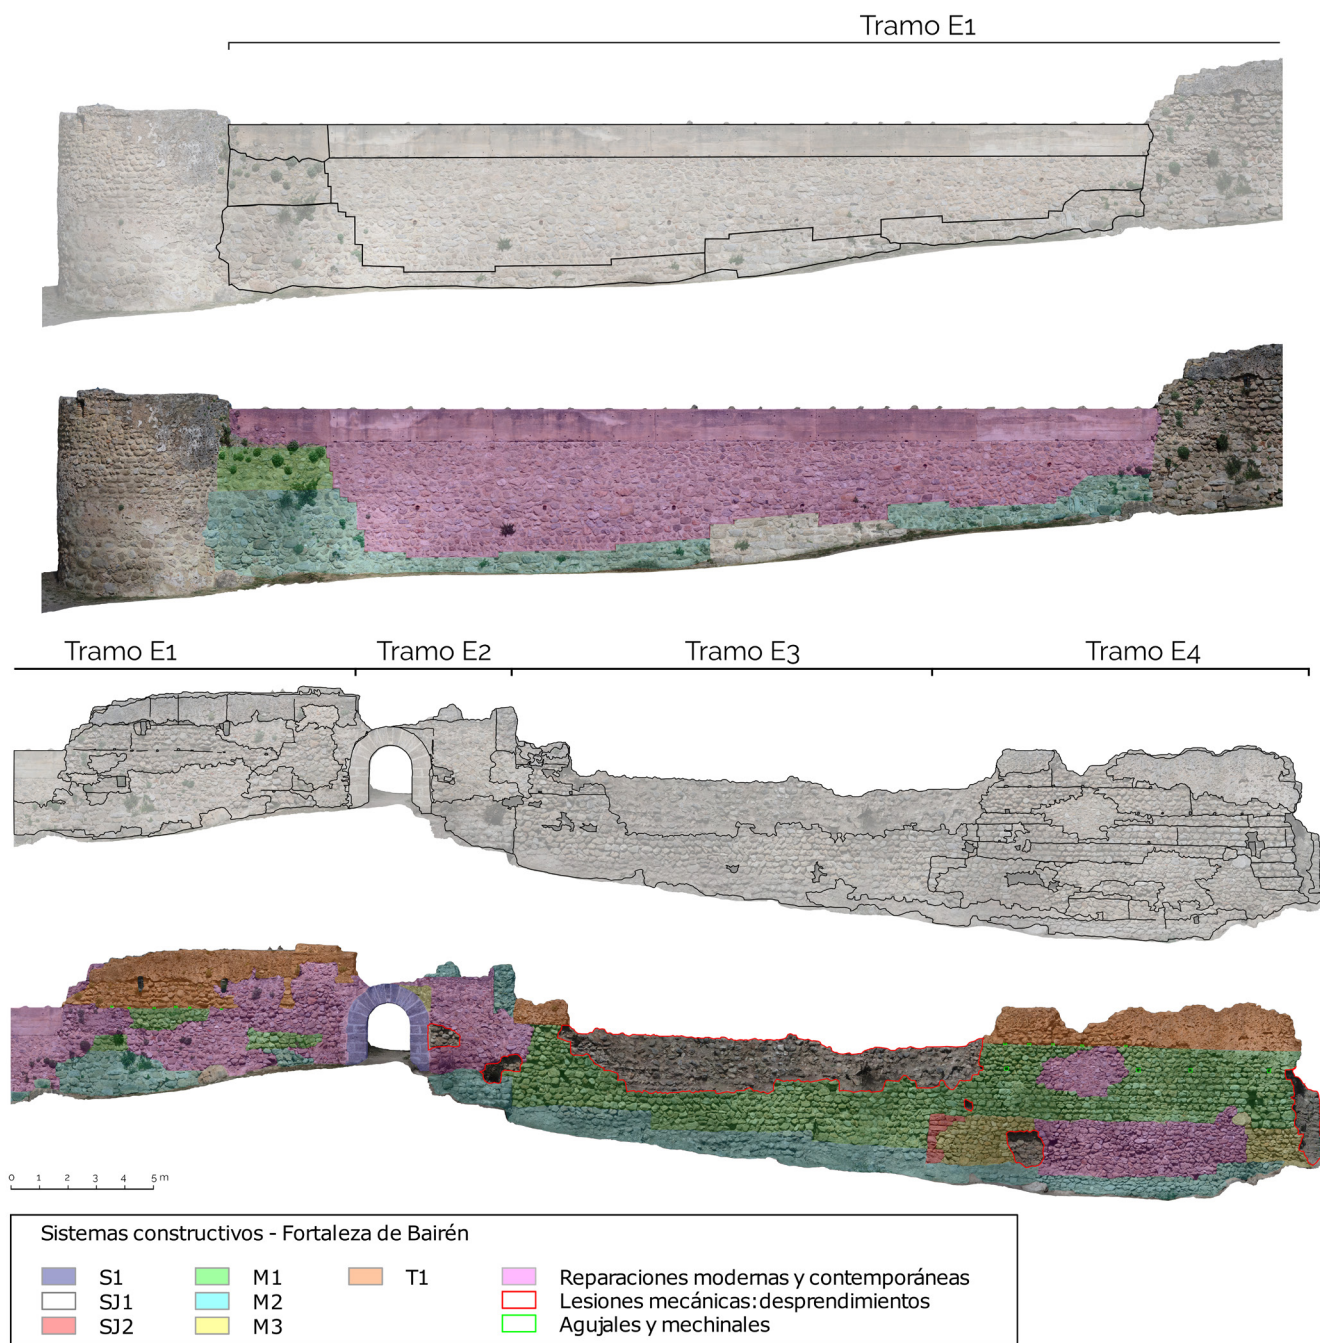 Tramo E1
Tramo E1 Tramo E2 Tramo E3 Tramo E4
0 1 2 3 4 5 m
Sistemas constructivos - Fortaleza de Bairén
S1 M1 T1 Reparaciones modernas y contemporáneas
SJ1 M2 Lesiones mecánicas: desprendimientos
SJ2 M3 Agujales y mechinales